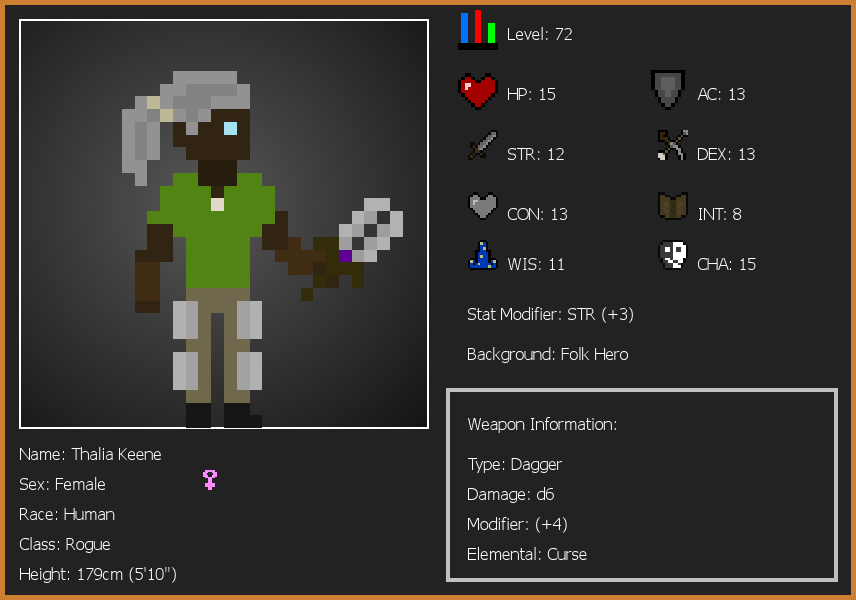 Level: 72
HP: 15
AC: 13
STR: 12
DEX: 13
CON: 13
INT: 8
WIS: 11
CHA: 15
Stat Modifier: STR (+3)
Background: Folk Hero
Weapon Information:
Type: Dagger
Damage: d6
Modifier: (+4)
Elemental: Curse
Name: Thalia Keene
Sex: Female
Race: Human
Class: Rogue
Height: 179cm (5'10")